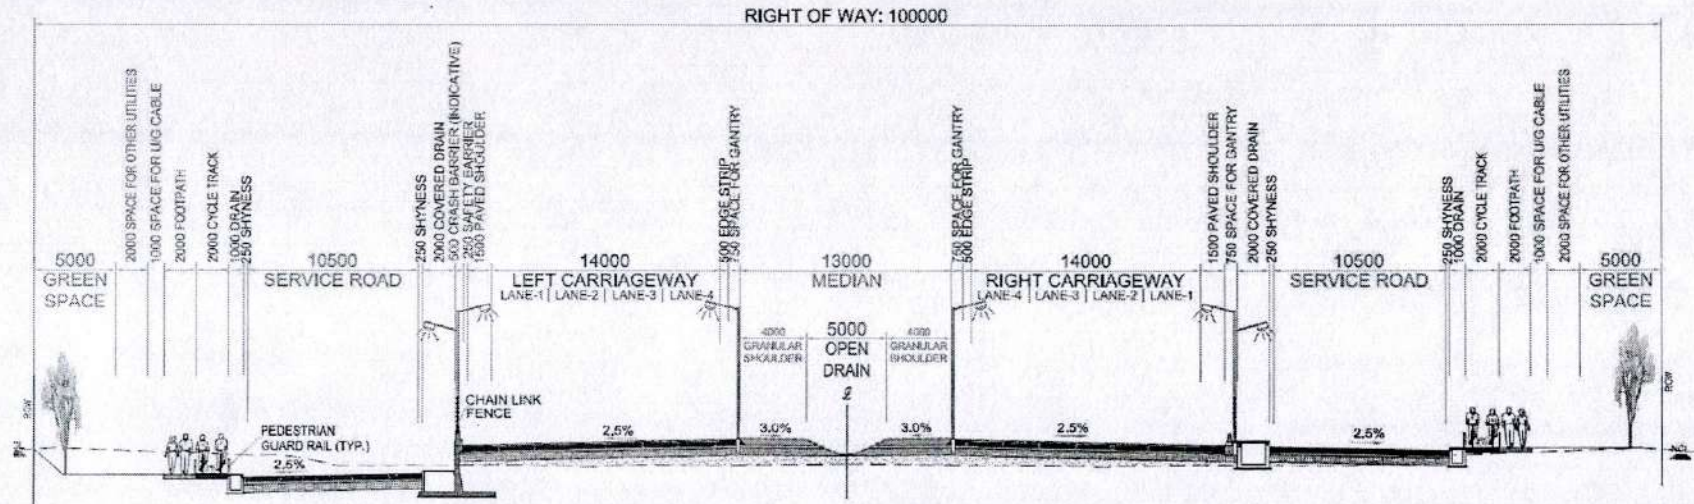 RIGHT OF WAY: 100000
2000 SPACE FOR OTHER UTILITIES
1000 SPACE FOR U/G CABLE
2000 FOOTPATH
2000 CYCLE TRACK
1000 DRAIN
250 SHYNESS
250 SHYNESS
2000 COVERED DRAIN
500 CRASH BARRIER (INDICATIVE)
250 SAFETY BARRIER
1500 PAVED SHOULDER
500 EDGE STRIP
750 SPACE FOR GANTRY
750 SPACE FOR GANTRY
500 EDGE STRIP
1500 PAVED SHOULDER
750 SPACE FOR GANTRY
2000 COVERED DRAIN
250 SHYNESS
250 SHYNESS
1000 DRAIN
2000 CYCLE TRACK
2000 FOOTPATH
1000 SPACE FOR U/G CABLE
2000 SPACE FOR OTHER UTILITIES
5000 10500 14000 13000 14000 10500 5000
GREEN SPACE
SERVICE ROAD
LEFT CARRIAGEWAY
LANE-1 | LANE-2 | LANE-3 | LANE-4
MEDIAN
RIGHT CARRIAGEWAY
LANE-4 | LANE-3 | LANE-2 | LANE-1
SERVICE ROAD
GREEN SPACE
4000 5000 4000
GRANULAR SHOULDER
OPEN DRAIN
GRANULAR SHOULDER
CHAIN LINK
FENCE
PEDESTRIAN
GUARD RAIL (TYP.)
2.5% 2.5% 3.0% 3.0% 2.5% 2.5%
ROW
ROW